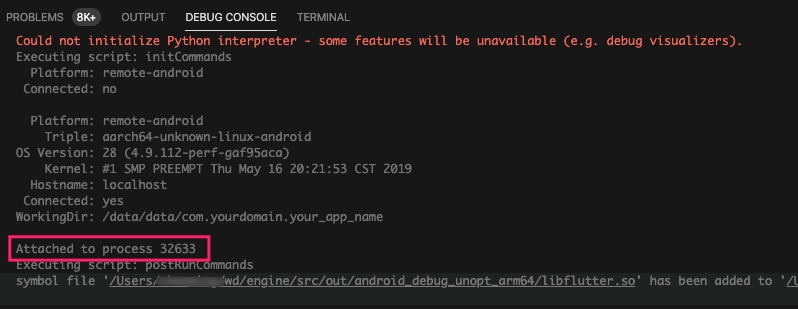 PROBLEMS 8K+ OUTPUT DEBUG CONSOLE TERMINAL
Could not initialize Python interpreter - some features will be unavailable (e.g. debug visualizers).
Executing script: initCommands
Platform: remote-android
Connected: no
Platform: remote-android
Triple: aarch64-unknown-linux-android
OS Version: 28 (4.9.112-perf-gaf95aca)
Kernel: #1 SMP PREEMPT Thu May 16 20:21:53 CST 2019
Hostname: localhost
Connected: yes
WorkingDir: /data/data/com.yourdomain.your_app_name
Attached to process 32633
Executing script: postRunCommands
symbol file '/Users/ wd/engine/src/out/android_debug_unopt_arm64/libflutter.so' has been added to '/U